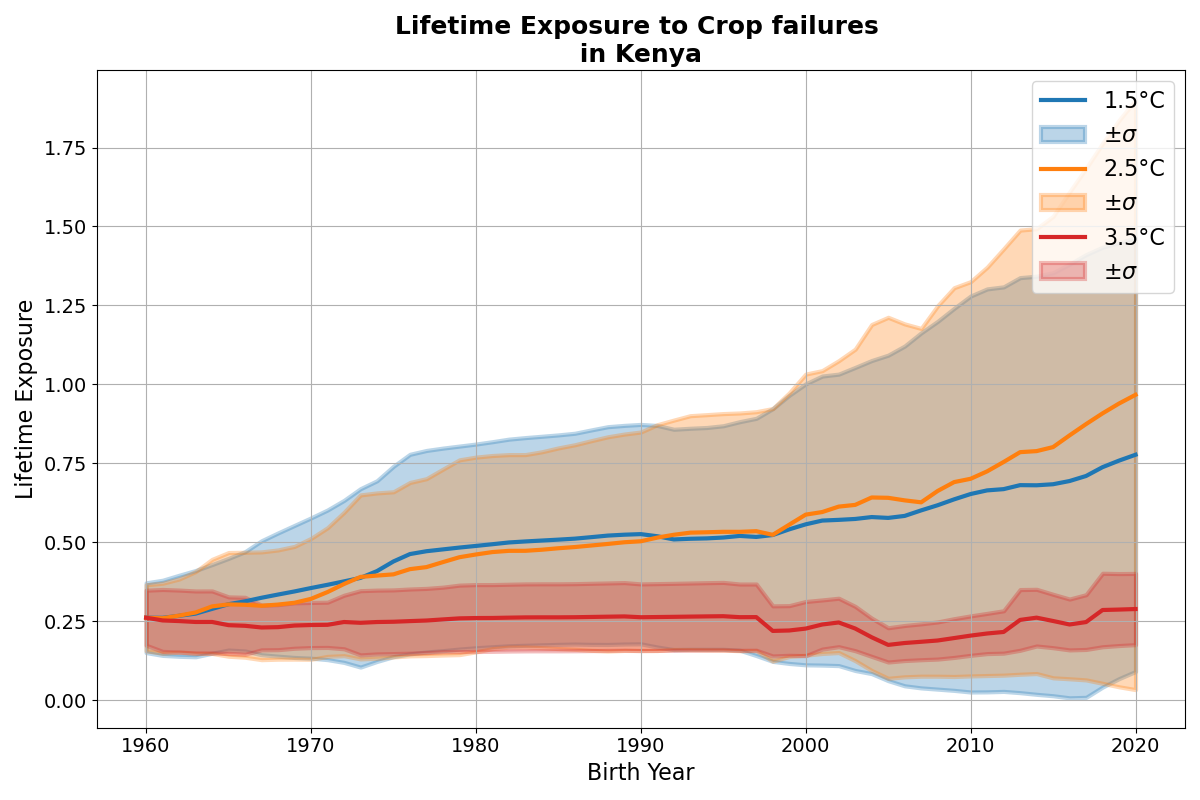 Lifetime Exposure to Crop failures
in Kenya
1.5°C
±σ
2.5°C
±σ
3.5°C
±σ
Lifetime Exposure
1.75
1.50
1.25
1.00
0.75
0.50
0.25
0.00
1960 1970 1980 1990 2000 2010 2020
Birth Year